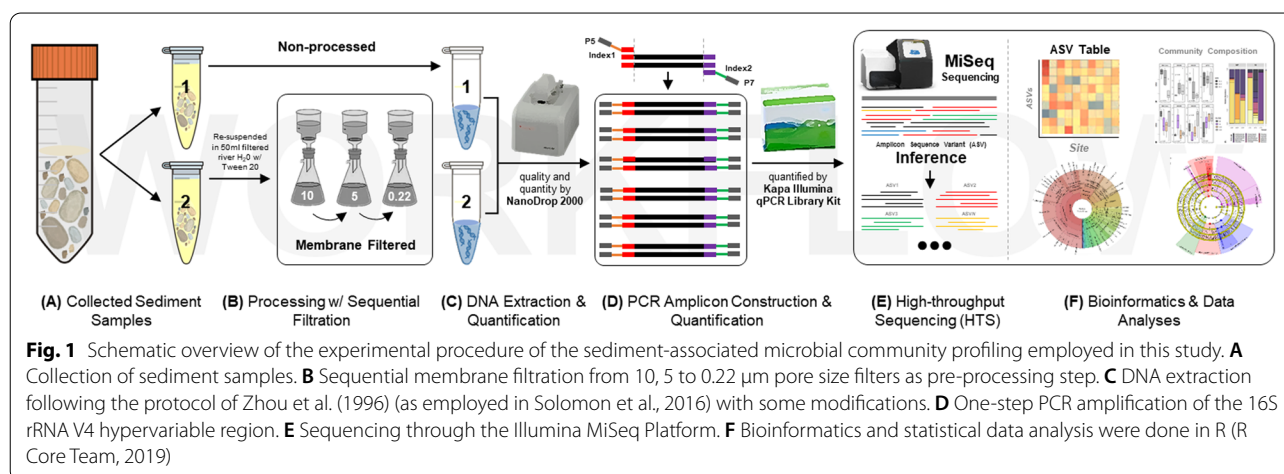 WORKFLOW
Non-processed
1
2
Re-suspended
in 50ml filtered
river H₂0 w/
Tween 20
10
5
0.22
Membrane Filtered
1
2
quality and
quantity by
NanoDrop 2000
P5
Index1
Index2
P7
quantified by
Kapa Illumina
qPCR Library Kit
MiSeq
Sequencing
Amplicon Sequence Variant (ASV)
Inference
ASV1
ASV2
ASV3
ASVN
ASV Table
ASVs
Site
Community Composition
(A) Collected Sediment
Samples
(B) Processing w/ Sequential
Filtration
(C) DNA Extraction &
Quantification
(D) PCR Amplicon Construction &
Quantification
(E) High-throughput
Sequencing (HTS)
(F) Bioinformatics & Data
Analyses
Fig. 1 Schematic overview of the experimental procedure of the sediment-associated microbial community profiling employed in this study. A
Collection of sediment samples. B Sequential membrane filtration from 10, 5 to 0.22 µm pore size filters as pre-processing step. C DNA extraction
following the protocol of Zhou et al. (1996) (as employed in Solomon et al., 2016) with some modifications. D One-step PCR amplification of the 16S
rRNA V4 hypervariable region. E Sequencing through the Illumina MiSeq Platform. F Bioinformatics and statistical data analysis were done in R (R
Core Team, 2019)